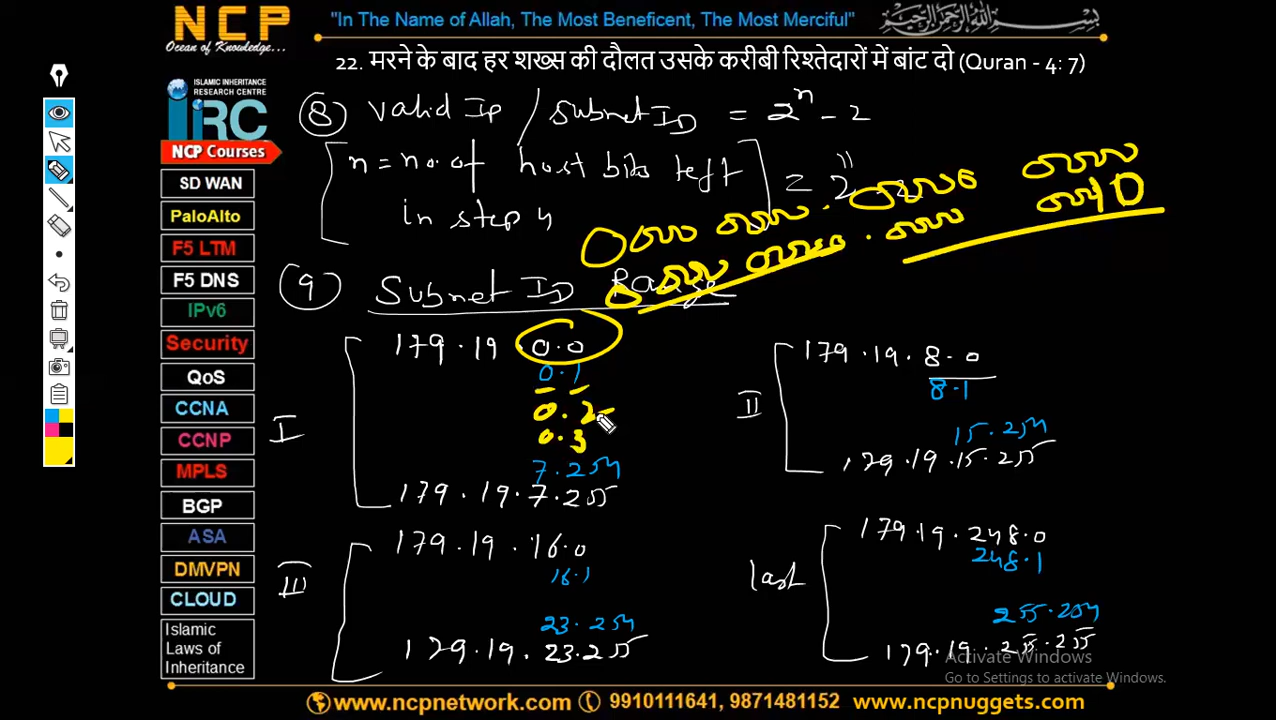 NCP
Ocean of Knowledge...
"In The Name of Allah, The Most Beneficent, The Most Merciful"
22. मरने के बाद हर शख्स की दौलत उसके करीबी रिश्तेदारों में बांट दो (Quran - 4: 7)
ISLAMIC INHERITANCE
RESEARCH CENTRE
IRC
NCP Courses
SD WAN
PaloAlto
F5 LTM
F5 DNS
IPv6
Security
QoS
CCNA
CCNP
MPLS
BGP
ASA
DMVPN
CLOUD
Islamic
Laws of
Inheritance
8 Valid IP / Subnet ID = 2^n - 2
n = no. of host bits left
in step 4
= 2^11
9 Subnet ID Range
I
179.19.0.0
0.1
0.2
0.3
7.254
179.19.7.255
II
179.19.8.0
8.1
15.254
179.19.15.255
III
179.19.16.0
16.1
23.254
179.19.23.255
last
179.19.248.0
248.1
255.254
179.19.255.255
Activate Windows
Go to Settings to activate Windows.
www.ncpnetwork.com 9910111641, 9871481152 www.ncpnuggets.com